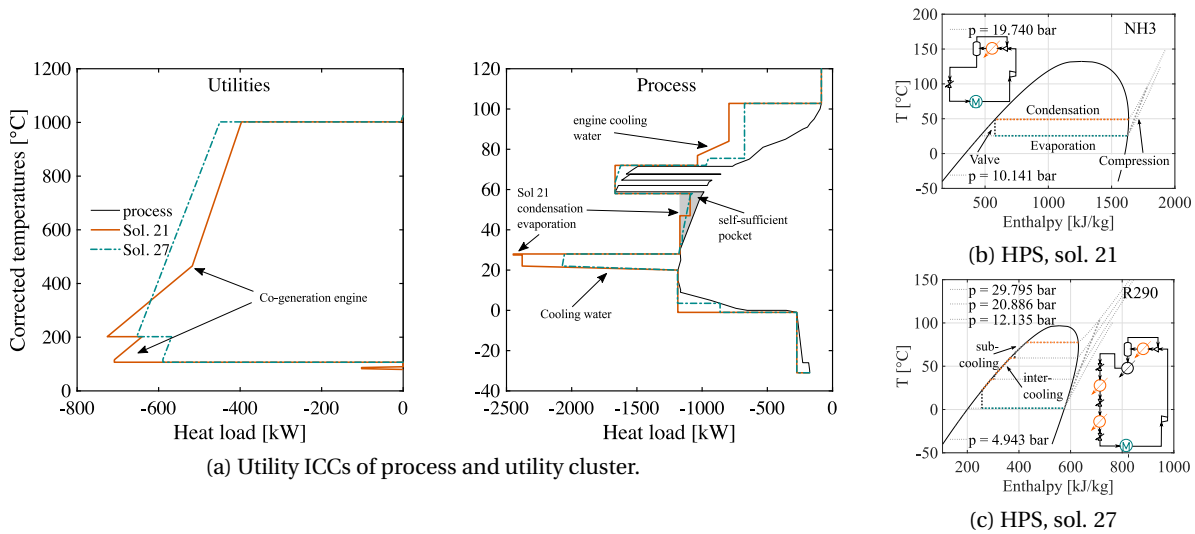 Utilities
1200
1000
800
600
400
200
0
Corrected temperatures [°C]
process
Sol. 21
Sol. 27
Co-generation engine
-800
-600
-400
-200
0
Heat load [kW]
Process
120
100
80
60
40
20
0
-20
-40
engine cooling
water
Sol 21
condensation
evaporation
self-sufficient
pocket
Cooling water
-2500
-2000
-1500
-1000
-500
0
Heat load [kW]
(a) Utility ICCs of process and utility cluster.
200
150
100
50
0
-50
T [°C]
p = 19.740 bar
NH3
Condensation
Evaporation
Valve
Compression
p = 10.141 bar
M
500
1000
1500
2000
Enthalpy [kJ/kg]
(b) HPS, sol. 21
200
150
100
50
0
-50
T [°C]
p = 29.795 bar
p = 20.886 bar
p = 12.135 bar
R290
sub-
cooling
inter-
cooling
p = 4.943 bar
M
200
400
600
800
1000
Enthalpy [kJ/kg]
(c) HPS, sol. 27